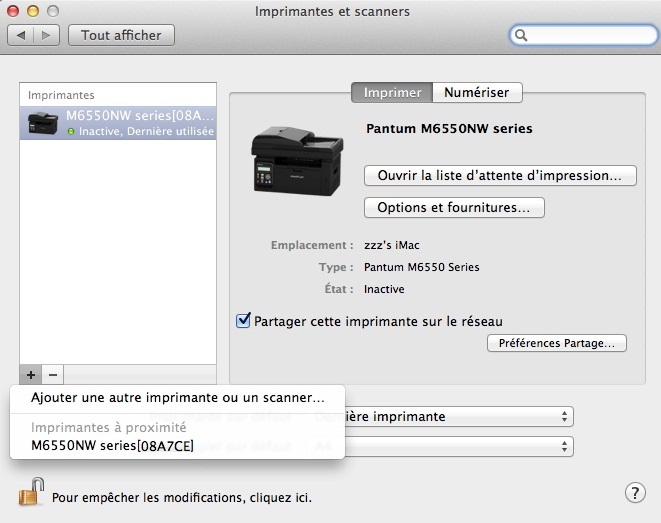 Imprimantes et scanners
Tout afficher
Imprimantes
M6550NW series[08A...
Inactive, Dernière utilisée
Imprimer
Numériser
Pantum M6550NW series
Ouvrir la liste d'attente d'impression...
Options et fournitures...
Emplacement : zzz's iMac
Type : Pantum M6550 Series
État : Inactive
Partager cette imprimante sur le réseau
Préférences Partage...
+ −
Ajouter une autre imprimante ou un scanner...
Imprimantes à proximité
M6550NW series[08A7CE]
ière imprimante
A4
Pour empêcher les modifications, cliquez ici.
?